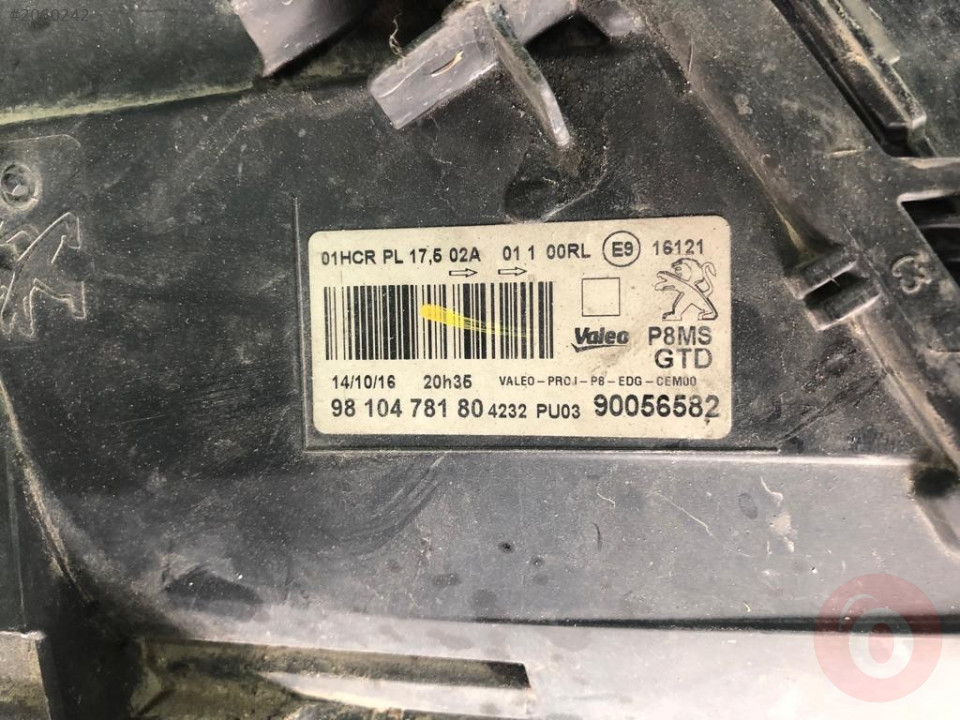 #2060242
01HCR PL 17,5 02A 01 1 00RL E9 16121
Valeo P8MS
GTD
14/10/16 20h35 VALEO-PROJ-P8-EDG-CEM00
98 104 781 80 4232 PU03 90056582